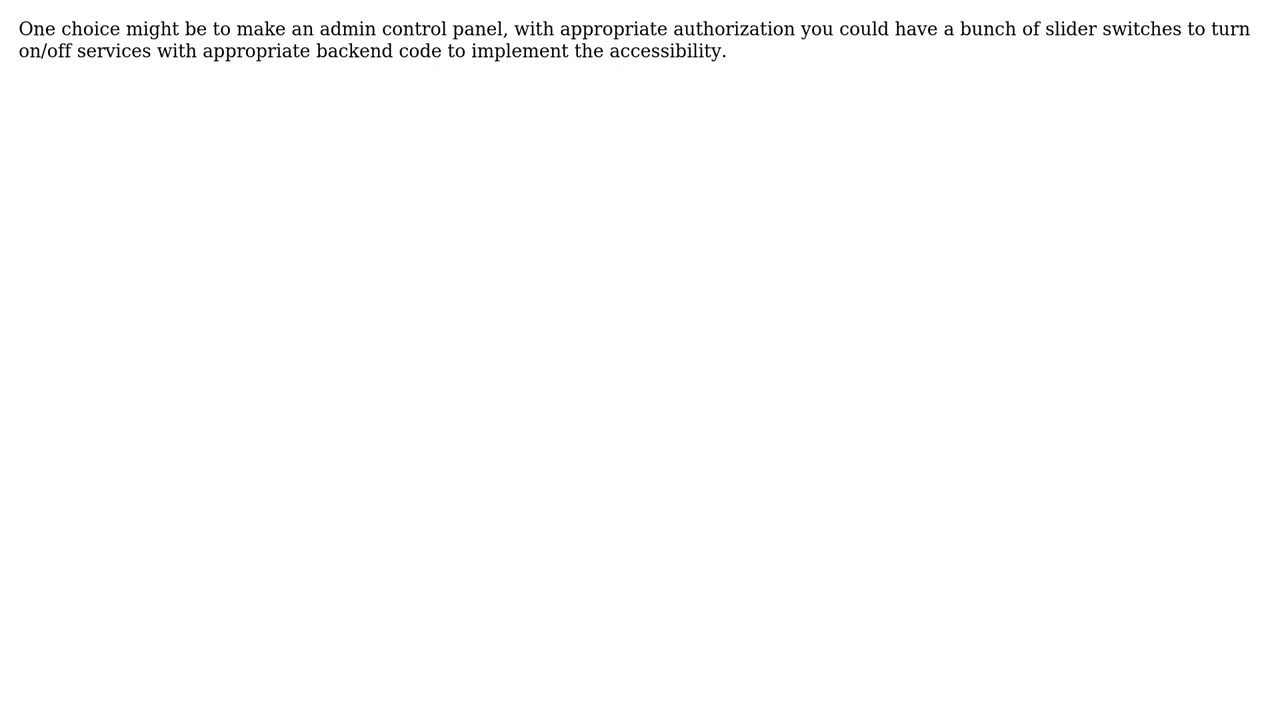 One choice might be to make an admin control panel, with appropriate authorization you could have a bunch of slider switches to turn
on/off services with appropriate backend code to implement the accessibility.